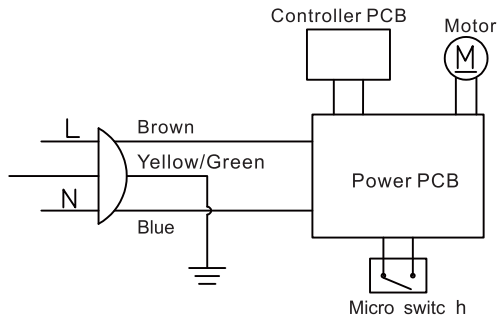 Controller PCB
Motor
M
L
Brown
Yellow/Green
N
Blue
Power PCB
Micro switc h